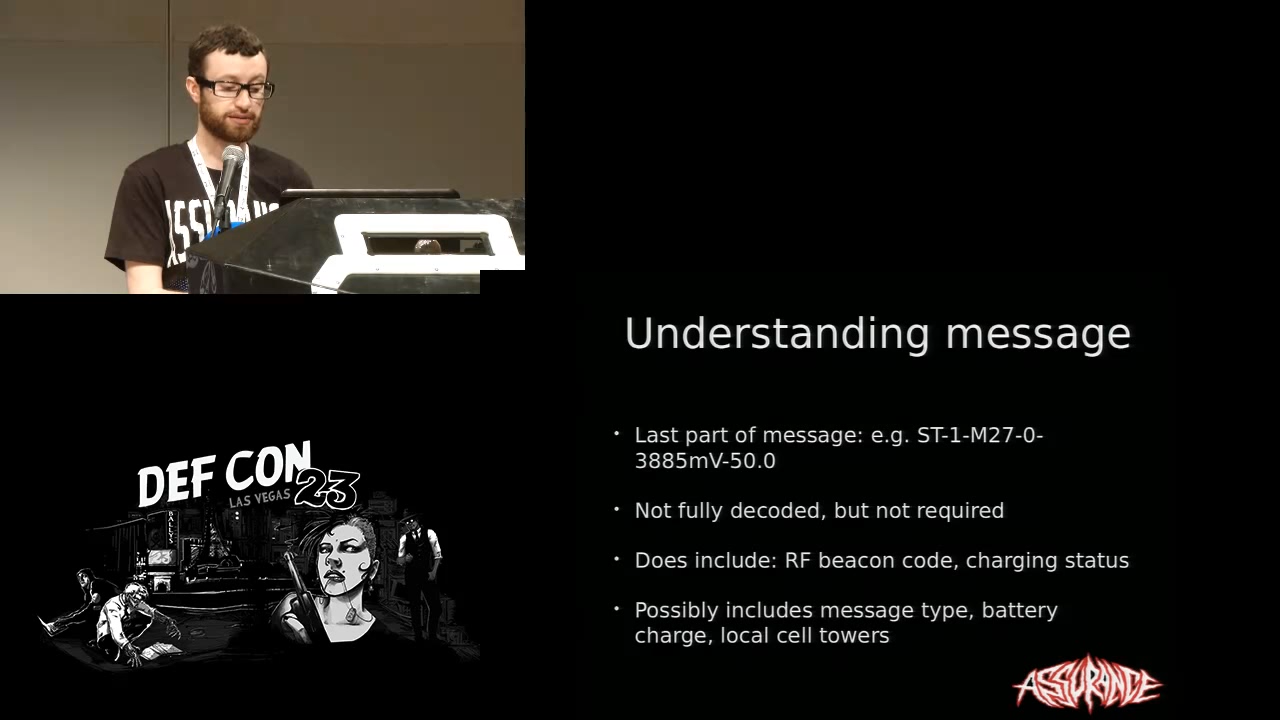 ASSURANCE
Understanding message
• Last part of message: e.g. ST-1-M27-0-
3885mV-50.0
• Not fully decoded, but not required
• Does include: RF beacon code, charging status
• Possibly includes message type, battery
charge, local cell towers
DEF CON
LAS VEGAS 23
BALLY'S
ASSURANCE